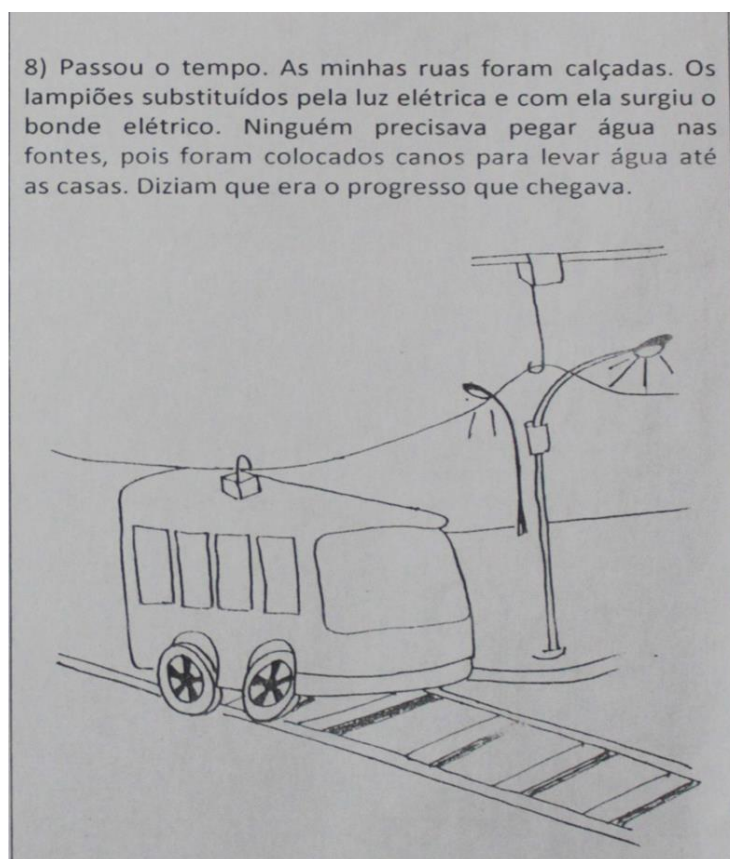 8) Passou o tempo. As minhas ruas foram calçadas. Os
lampiões substituídos pela luz elétrica e com ela surgiu o
bonde elétrico. Ninguém precisava pegar água nas
fontes, pois foram colocados canos para levar água até
as casas. Diziam que era o progresso que chegava.